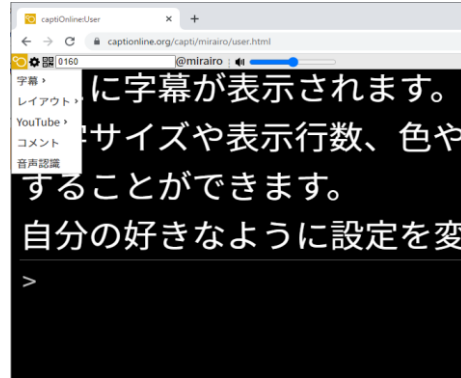 captiOnline:User
captionline.org/capti/mirairo/user.html
0160 @mirairo
字幕 >
レイアウト >
YouTube >
コメント
音声認識
に字幕が表示されます。
サイズや表示行数、色や
することができます。
自分の好きなように設定を変
>